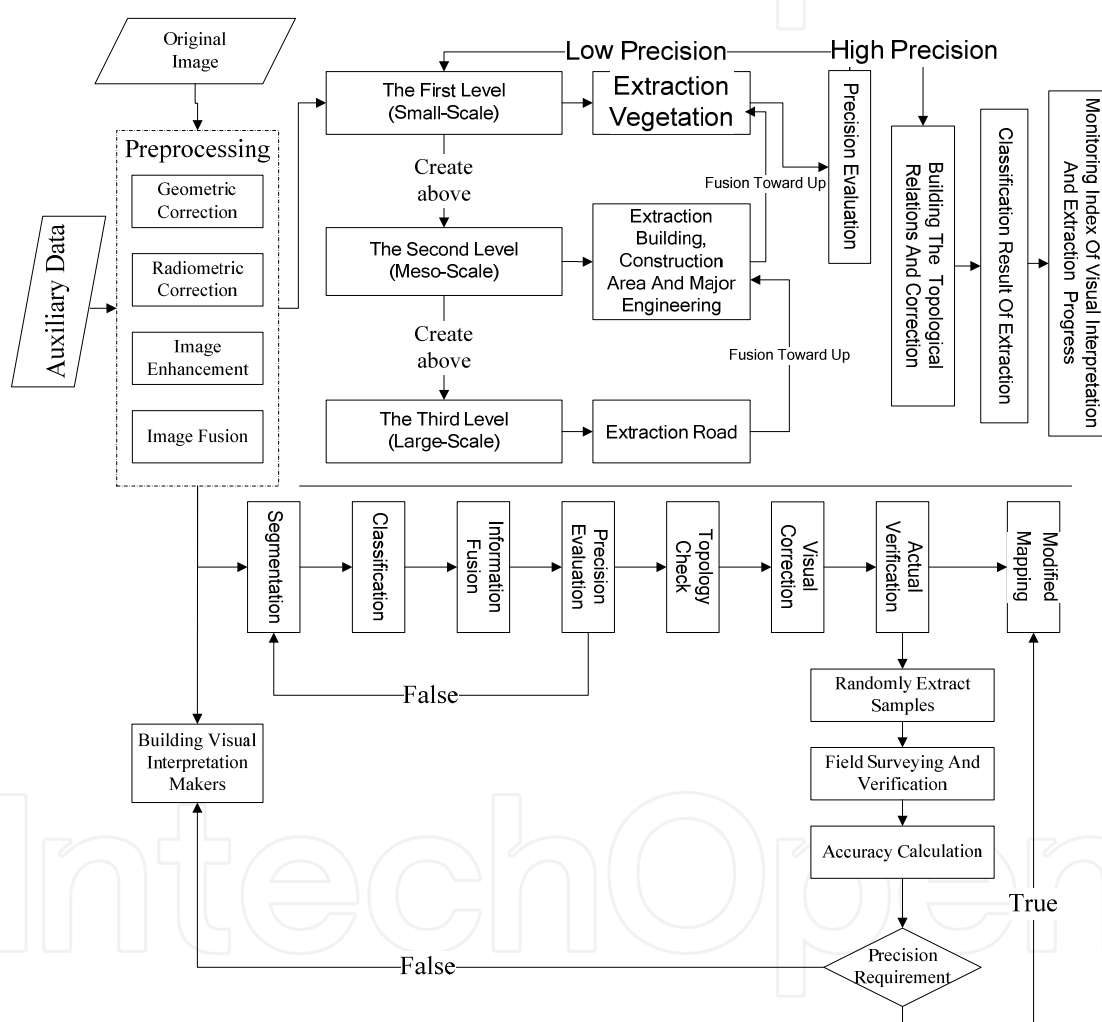 Original
Image
Preprocessing
Geometric
Correction
Radiometric
Correction
Image
Enhancement
Image Fusion
Auxiliary Data
Low Precision
High Precision
The First Level
(Small-Scale)
Extraction
Vegetation
Create
above
Fusion Toward Up
The Second Level
(Meso-Scale)
Extraction
Building,
Construction
Area And Major
Engineering
Create
above
Fusion Toward Up
The Third Level
(Large-Scale)
Extraction Road
Precision Evaluation
Building The Topological
Relations And Correction
Classification Result Of Extraction
Monitoring Index Of Visual Interpretation
And Extraction Progress
Segmentation
Classification
Information
Fusion
Precision
Evaluation
Topology
Check
Visual
Correction
Actual
Verification
Modified
Mapping
False
Randomly Extract
Samples
Building Visual
Interpretation
Makers
Field Surveying And
Verification
Accuracy Calculation
True
Precision
Requirement
False
IntechOpen